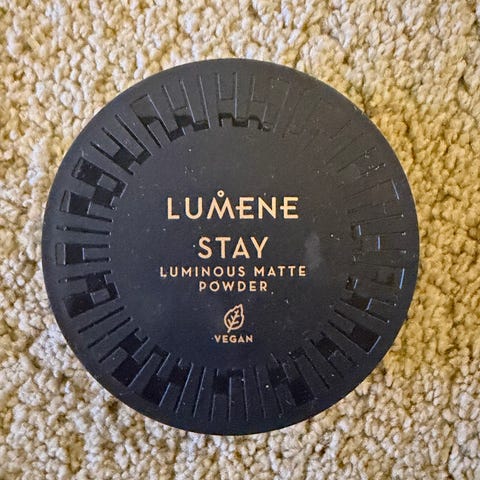 LUMENE
STAY
LUMINOUS MATTE
POWDER
VEGAN